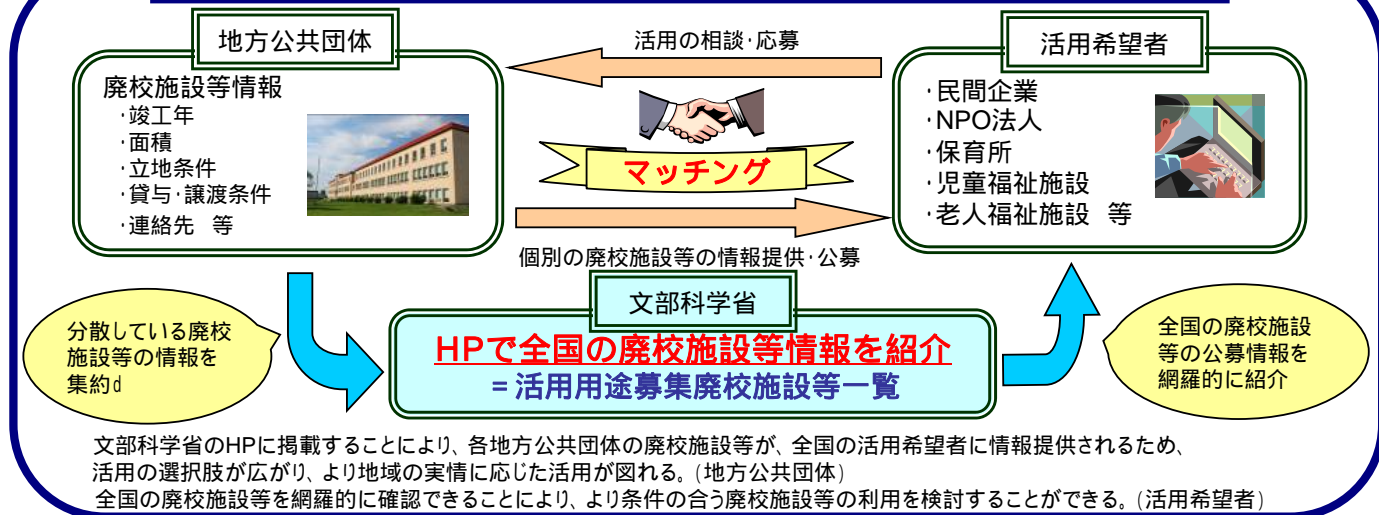 地方公共団体
廃校施設等情報
・竣工年
・面積
・立地条件
・貸与・譲渡条件
・連絡先 等
活用の相談・応募
マッチング
個別の廃校施設等の情報提供・公募
活用希望者
・民間企業
・NPO法人
・保育所
・児童福祉施設
・老人福祉施設 等
分散している廃校
施設等の情報を
集約d
文部科学省
HPで全国の廃校施設等情報を紹介
=活用用途募集廃校施設等一覧
全国の廃校施設
等の公募情報を
網羅的に紹介
文部科学省のHPに掲載することにより、各地方公共団体の廃校施設等が、全国の活用希望者に情報提供されるため、
活用の選択肢が広がり、より地域の実情に応じた活用が図れる。(地方公共団体)
全国の廃校施設等を網羅的に確認できることにより、より条件の合う廃校施設等の利用を検討することができる。(活用希望者)